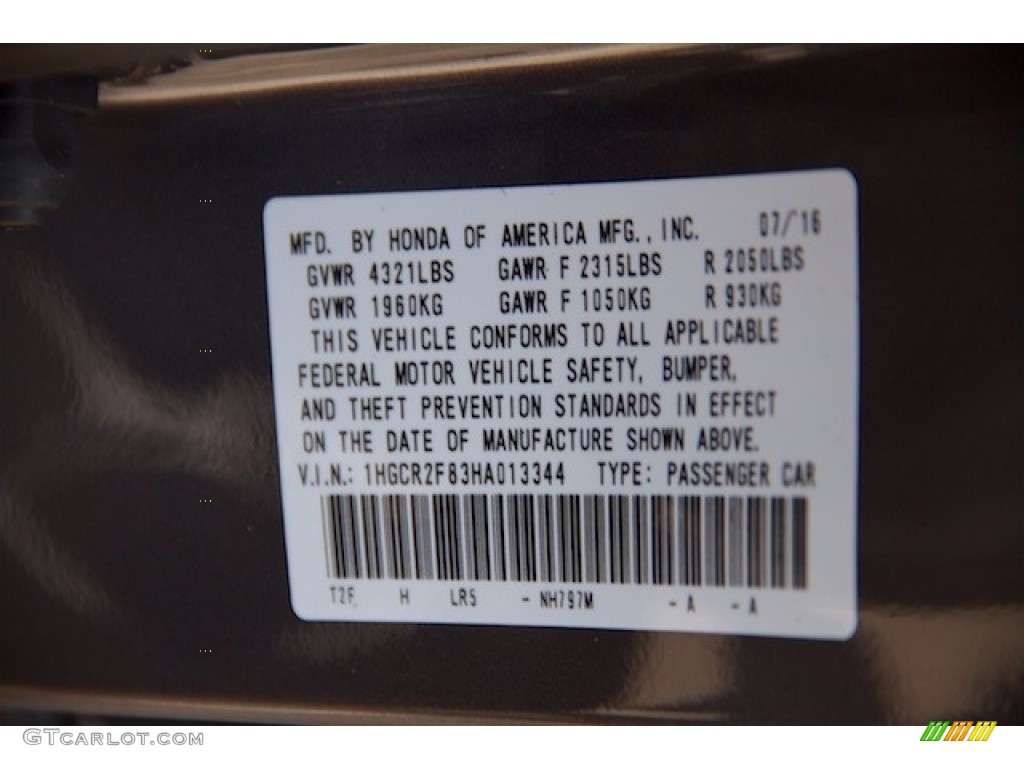 MFD. BY HONDA OF AMERICA MFG., INC. 07/16
GVWR 4321LBS GAWR F 2315LBS R 2050LBS
GVWR 1960KG GAWR F 1050KG R 930KG
THIS VEHICLE CONFORMS TO ALL APPLICABLE
FEDERAL MOTOR VEHICLE SAFETY, BUMPER,
AND THEFT PREVENTION STANDARDS IN EFFECT
ON THE DATE OF MANUFACTURE SHOWN ABOVE.
V.I.N.: 1HGCR2F83HA013344 TYPE: PASSENGER CAR
T2F H LR5 - NH797M - A - A
GTCARLOT.COM